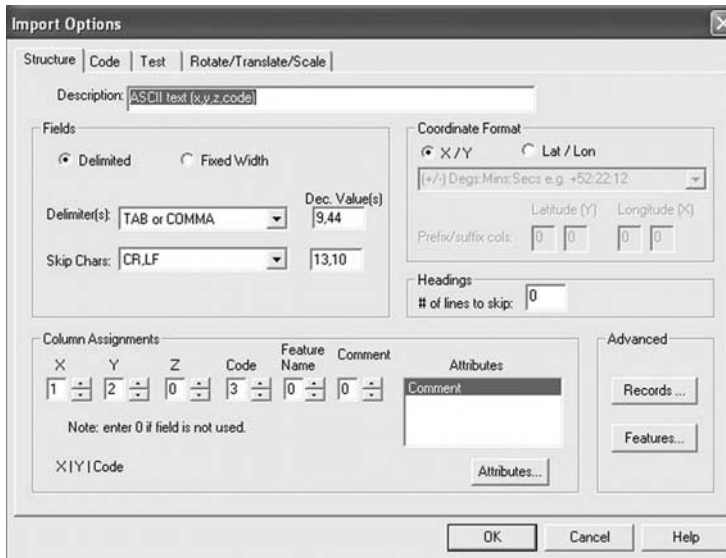 Import Options
Structure Code Test Rotate/Translate/Scale
Description: ASCII text (x,y,z,code)
Fields
Delimited Fixed Width
Dec. Value(s)
Delimiter(s): TAB or COMMA 9,44
Skip Chars: CR,LF 13,10
Coordinate Format
X / Y Lat / Lon
(+/-) Degs:Mins:Secs e.g. +52:22:12
Latitude (Y) Longitude (X)
Prefix/suffix cols. 0 0 0 0
Headings
# of lines to skip: 0
Column Assignments
X Y Z Code Feature Name Comment
1 2 0 3 0 0
Note: enter 0 if field is not used.
X|Y|Code
Attributes
Comment
Attributes...
Advanced
Records ...
Features...
OK Cancel Help